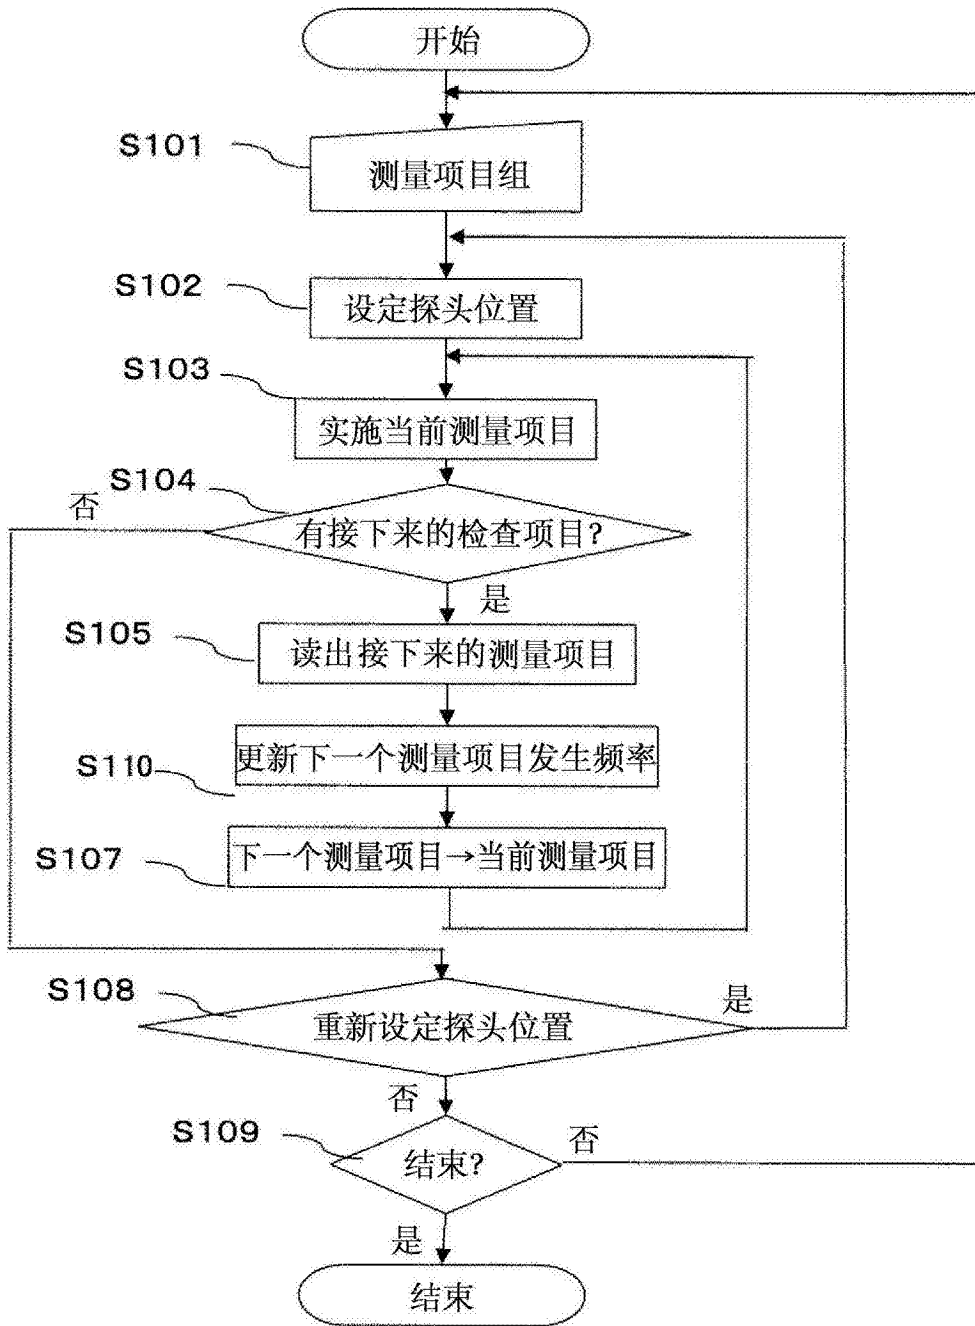 开始
S101
测量项目组
S102
设定探头位置
S103
实施当前测量项目
S104
否
有接下来的检查项目?
是
S105
读出接下来的测量项目
更新下一个测量项目发生频率
S110
下一个测量项目→当前测量项目
S107
S108
是
重新设定探头位置
否
S109
否
结束?
是
结束